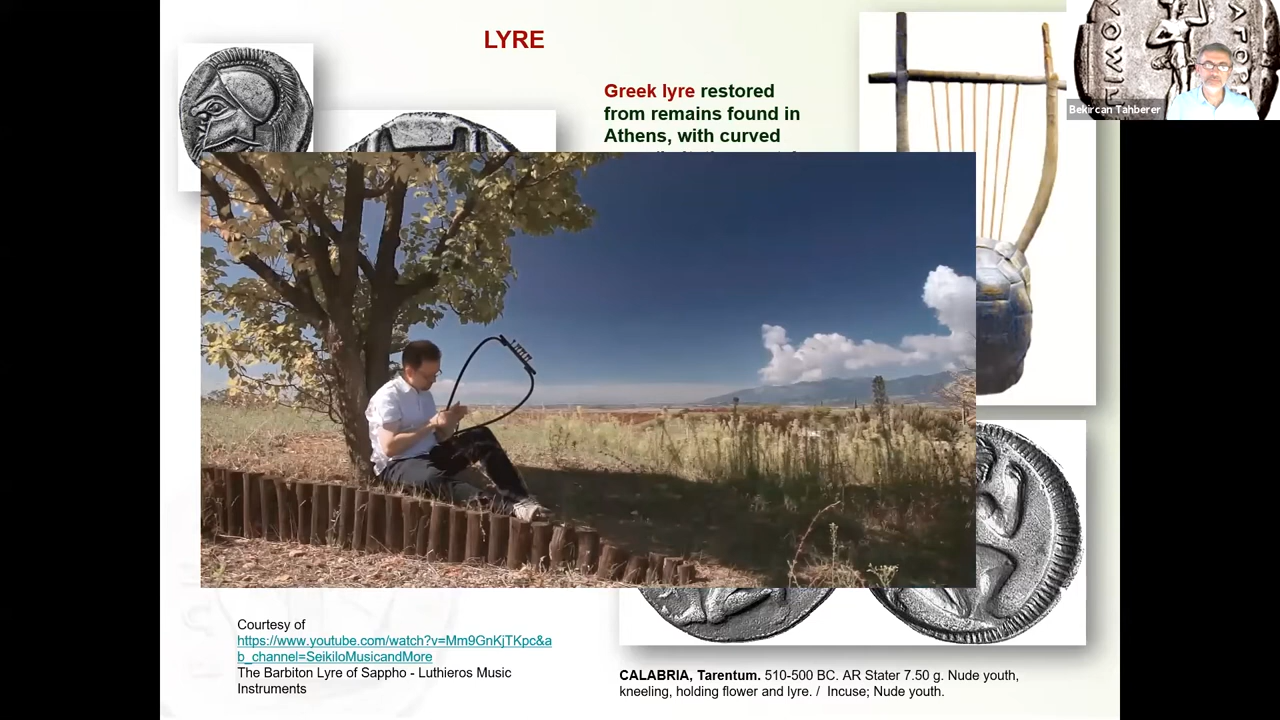 LYRE
Greek lyre restored
from remains found in
Athens, with curved
Bekircan Tahberer
Courtesy of
https://www.youtube.com/watch?v=Mm9GnKjTKpc&a
b_channel=SeikiloMusicandMore
The Barbiton Lyre of Sappho - Luthieros Music
Instruments
CALABRIA, Tarentum. 510-500 BC. AR Stater 7.50 g. Nude youth,
kneeling, holding flower and lyre. / Incuse; Nude youth.